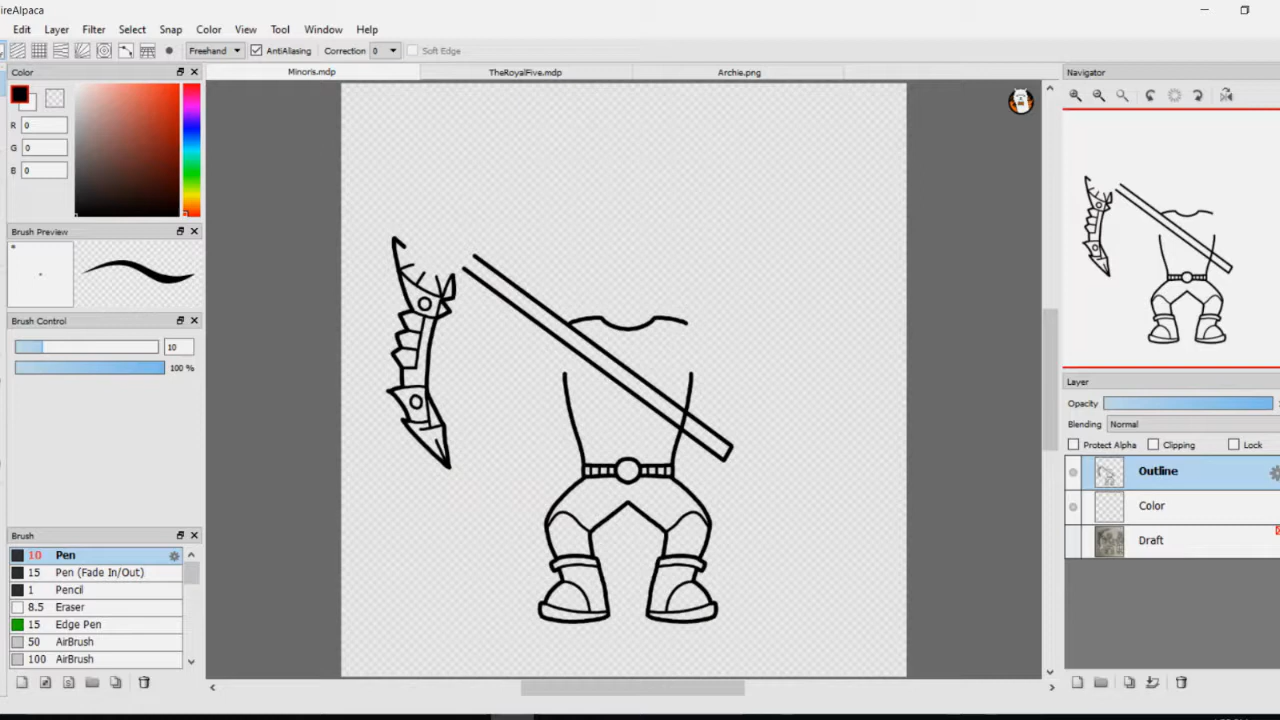 ireAlpaca
Edit Layer Filter Select Snap Color View Tool Window Help
Freehand AntiAliasing Correction 0 Soft Edge
Color
Minoris.mdp TheRoyalFive.mdp Archie.png
Navigator
R 0
G 0
B 0
Brush Preview
Brush Control
10
100 %
Layer
Opacity
Blending Normal
Protect Alpha Clipping Lock
Outline
Color
Draft
Brush
10 Pen
15 Pen (Fade In/Out)
1 Pencil
8.5 Eraser
15 Edge Pen
50 AirBrush
100 AirBrush